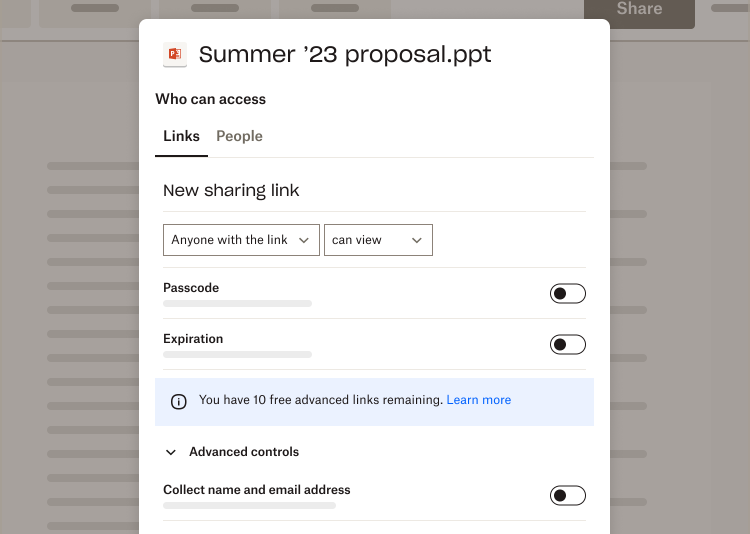 Share
Summer ’23 proposal.ppt
Who can access
Links People
New sharing link
Anyone with the link can view
Passcode
Expiration
You have 10 free advanced links remaining. Learn more
Advanced controls
Collect name and email address